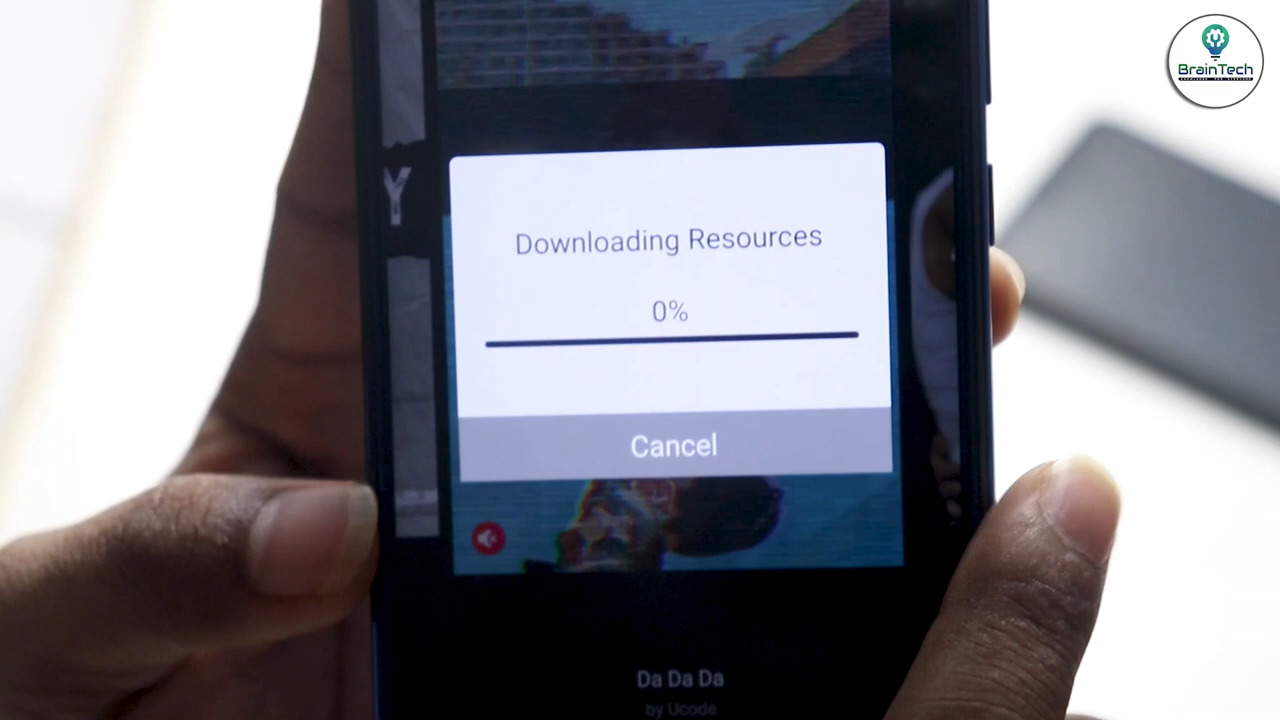 BrainTech
Y
Downloading Resources
0%
Cancel
Da Da Da
by Ucode